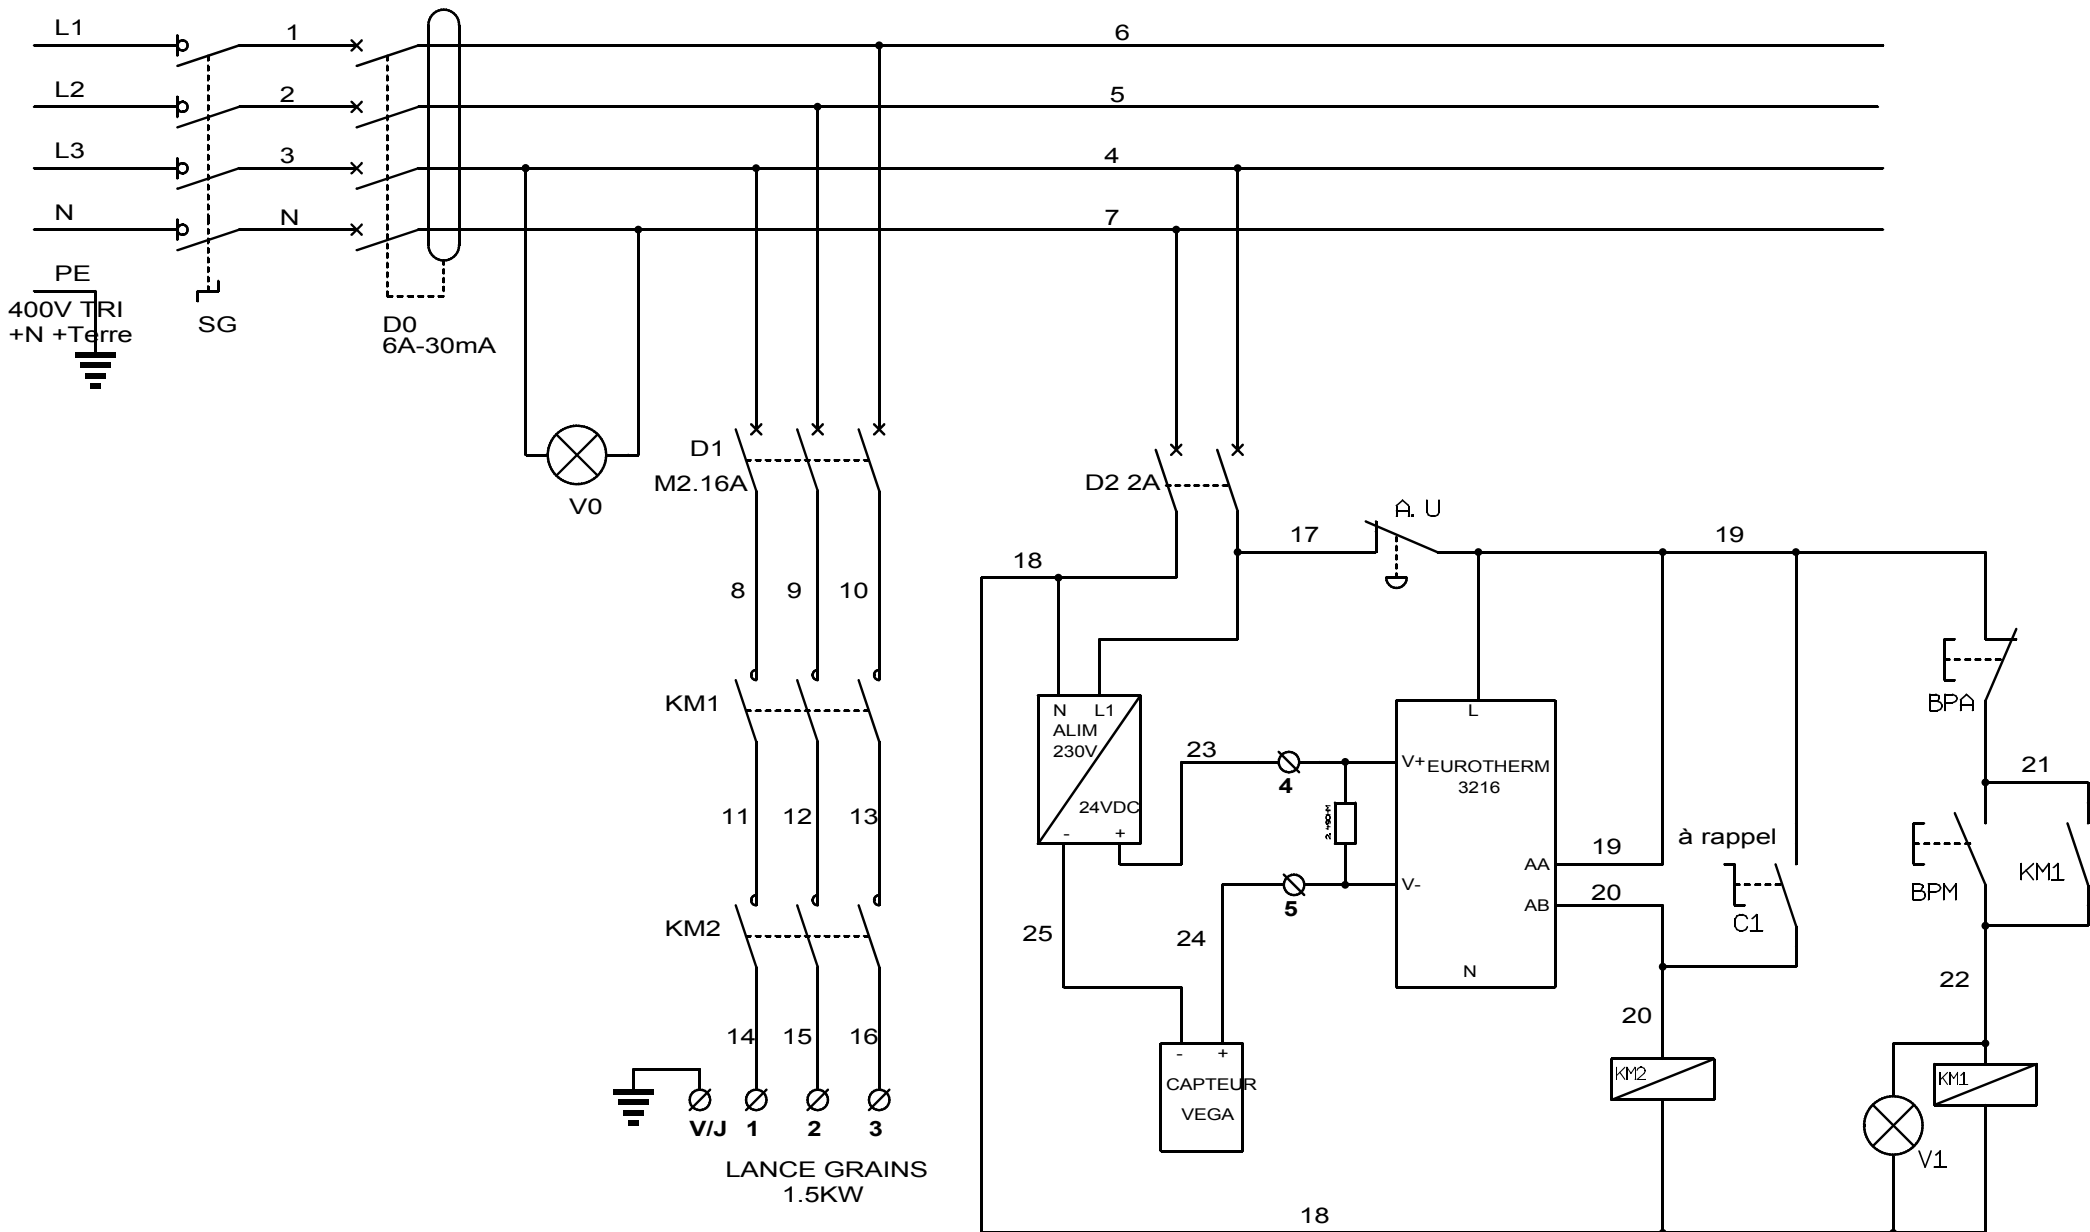 L1
1
6
L2
2
5
L3
3
4
N
N
7
PE
400V TRI
+N +Terre
SG
D0
6A-30mA
V0
D1
M2.16A
D2 2A
A.U
17
19
18
8
9
10
BPA
KM1
N L1
ALIM
230V
24VDC
- +
23
4
L
V+ EUROTHERM
3216
21
11
12
13
à rappel
19
AA
V-
20
AB
N
5
C1
BPM
KM1
KM2
25
24
22
20
14
15
16
- +
CAPTEUR
VEGA
KM2
KM1
V/J 1 2 3
V1
LANCE GRAINS
1.5KW
18